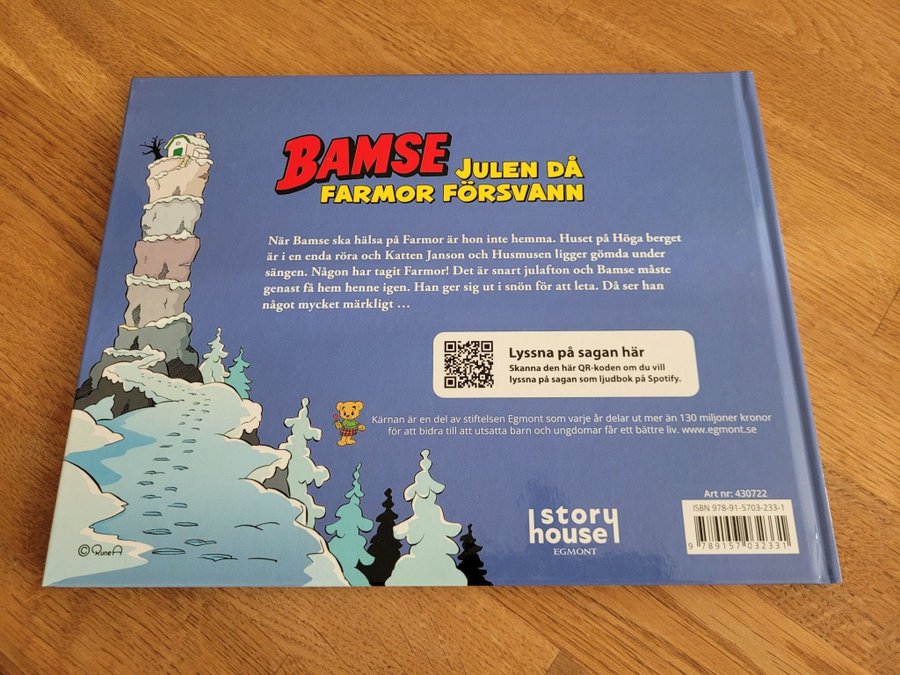 BAMSE JULEN DÅ
FARMOR FÖRSVANN
När Bamse ska hälsa på Farmor är hon inte hemma. Huset på Höga berget
är i en enda röra och Katten Janson och Husmusen ligger gömda under
sängen. Någon har tagit Farmor! Det är snart julafton och Bamse måste
genast få hem henne igen. Han ger sig ut i snön för att leta. Då ser han
något mycket märkligt …
Lyssna på sagan här
Skanna den här QR-koden om du vill
lyssna på sagan som ljudbok på Spotify.
Kärnan är en del av stiftelsen Egmont som varje år delar ut mer än 130 miljoner kronor
för att bidra till att utsatta barn och ungdomar får ett bättre liv. www.egmont.se
Art nr: 430722
ISBN 978-91-5703-233-1
9 789157 032331
story
house
EGMONT
© Rune A